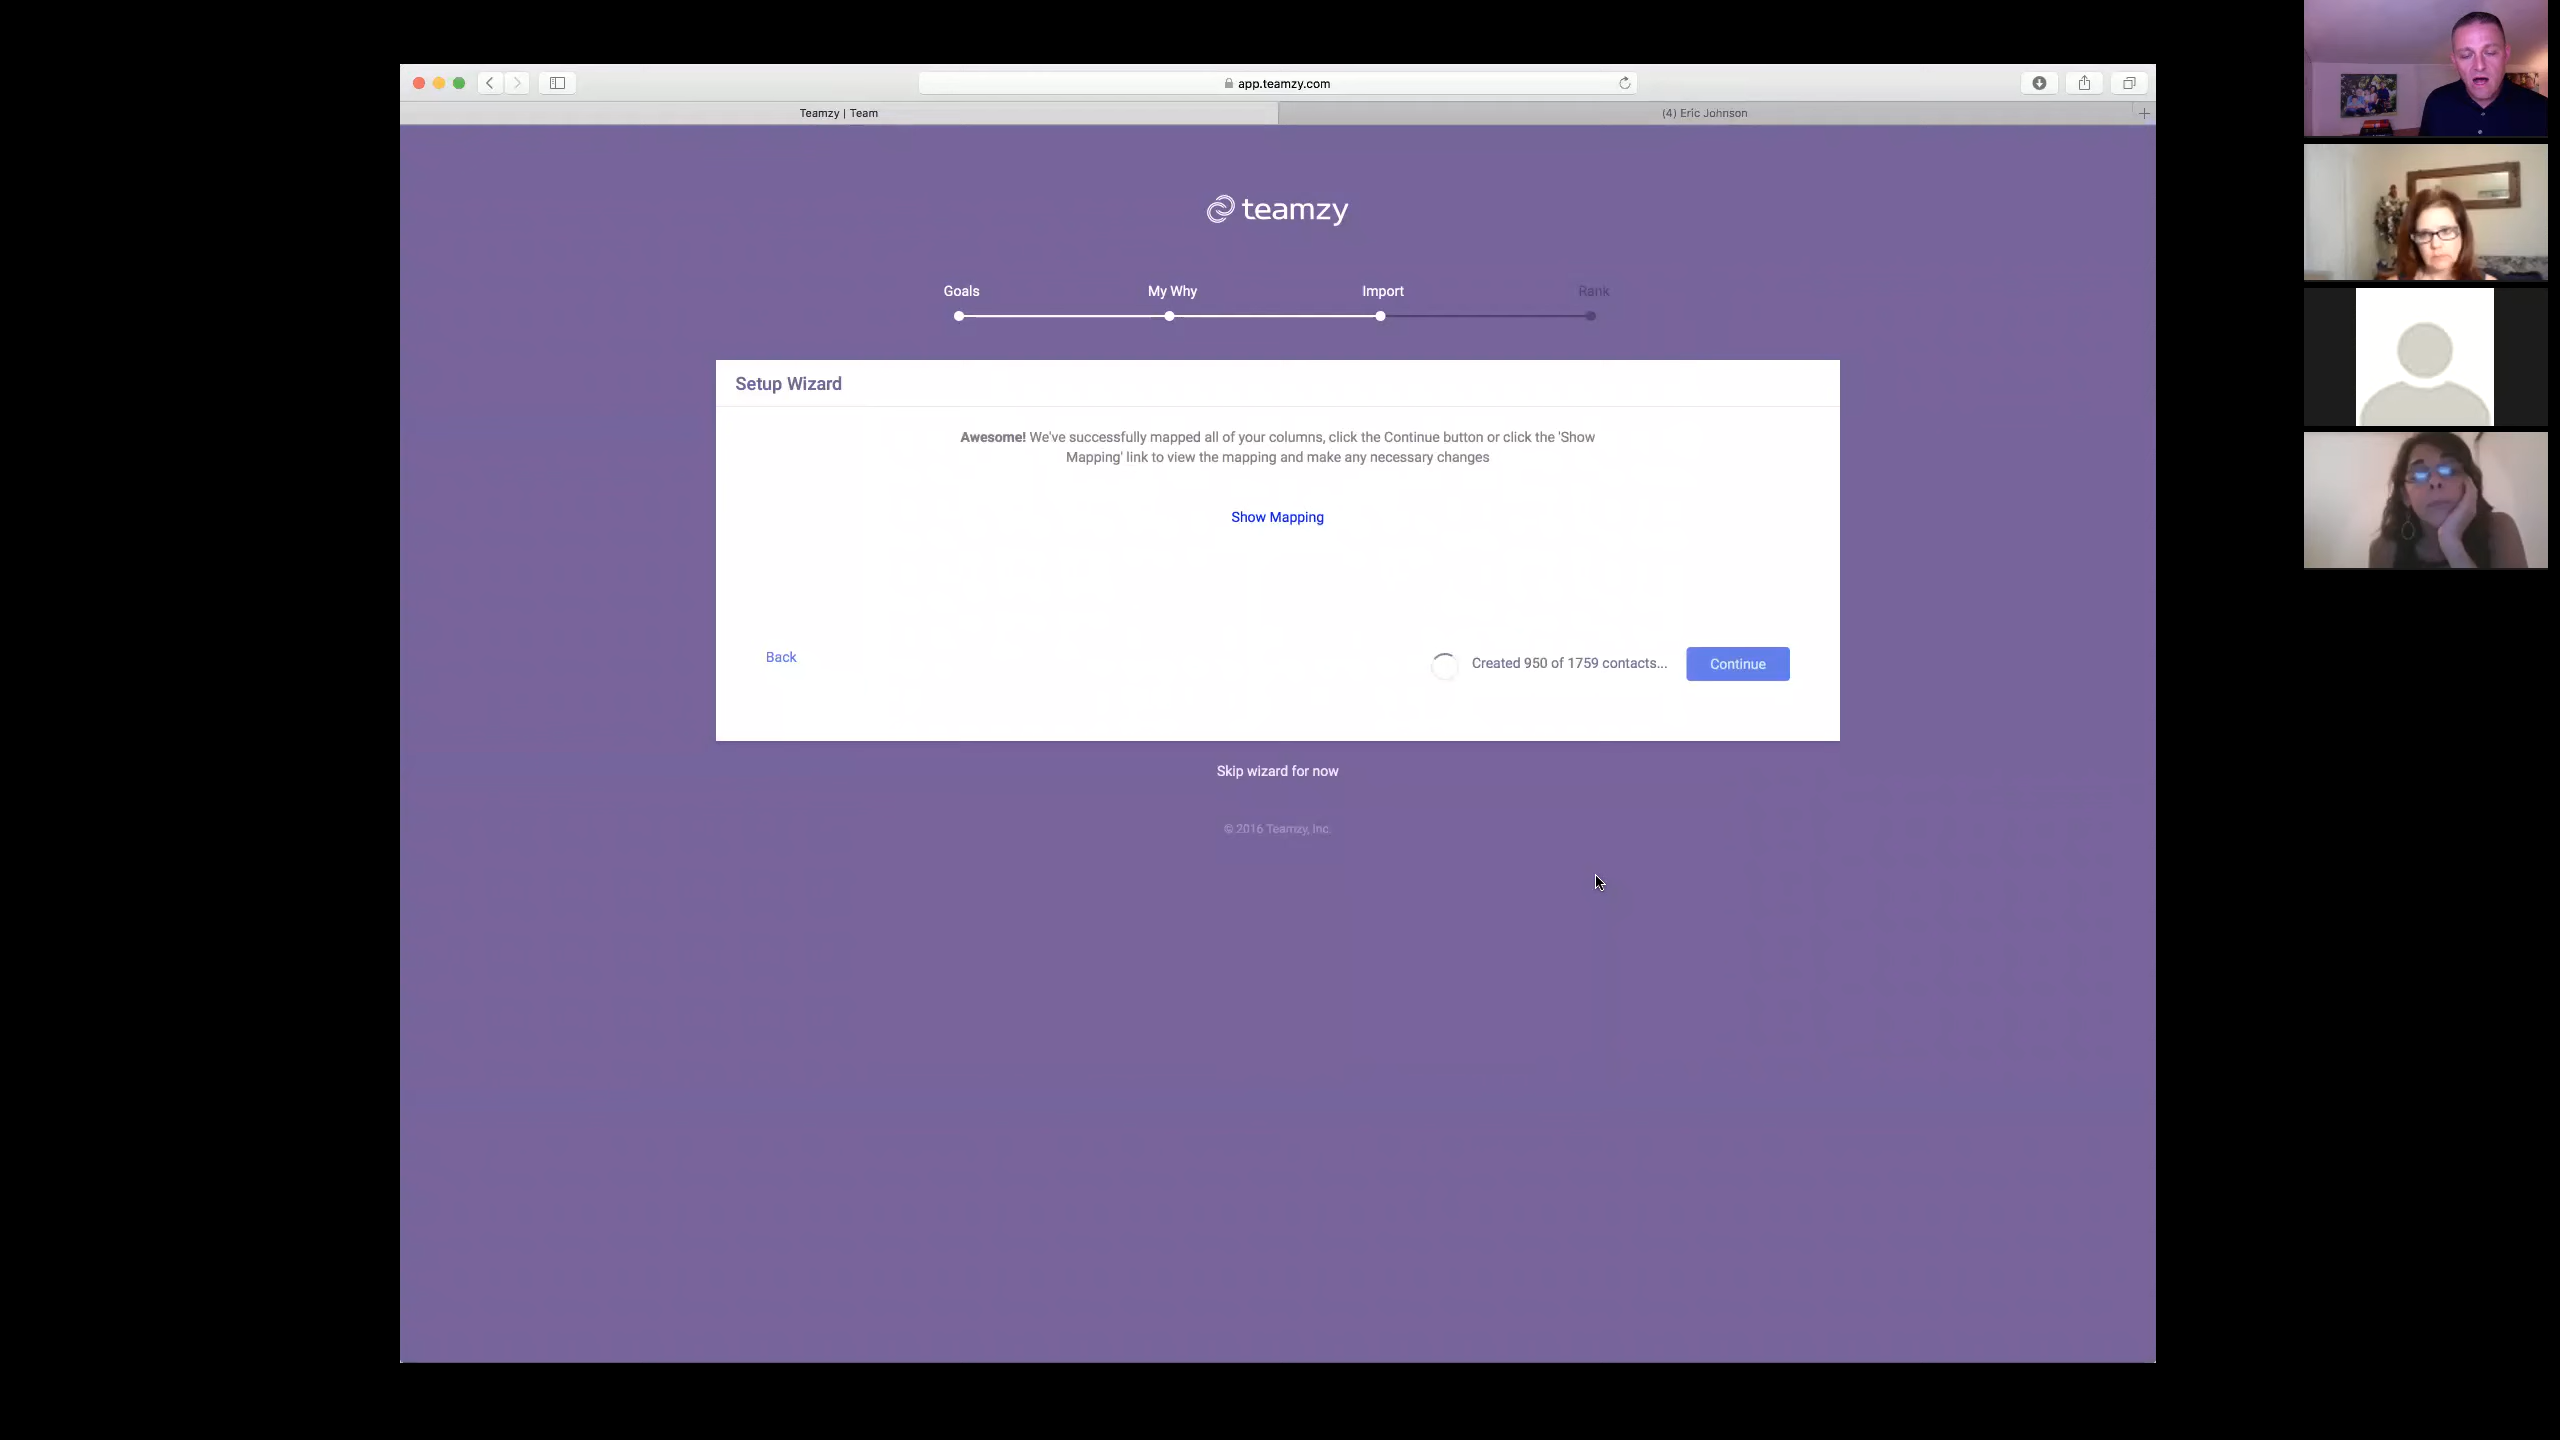 app.teamzy.com
Teamzy | Team
(4) Eric Johnson
teamzy
Goals
My Why
Import
Rank
Setup Wizard
Awesome! We've successfully mapped all of your columns, click the Continue button or click the 'Show
Mapping' link to view the mapping and make any necessary changes
Show Mapping
Back
Created 950 of 1759 contacts...
Continue
Skip wizard for now
© 2016 Teamzy, Inc.